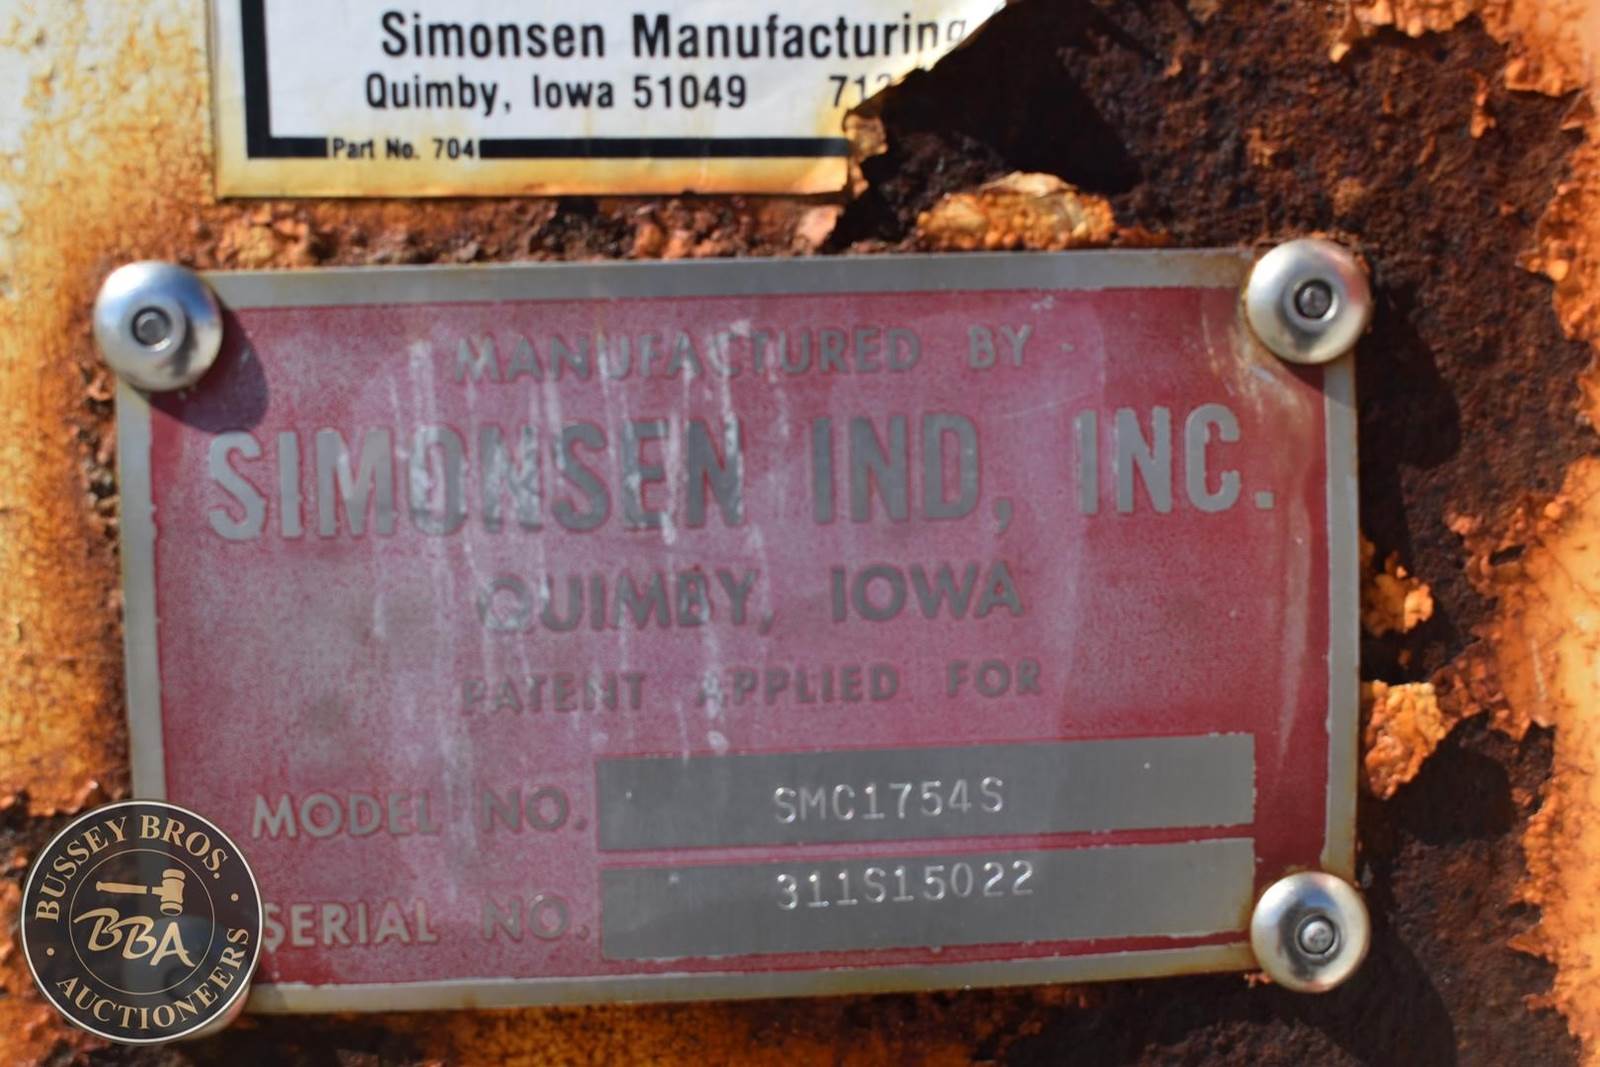 Simonsen Manufacturing
Quimby, Iowa 51049
Part No. 704
MANUFACTURED BY
SIMONSEN IND, INC.
QUIMBY, IOWA
PATENT APPLIED FOR
MODEL NO. SMC1754S
SERIAL NO. 311S15022
BUSSEY BROS.
BBA
AUCTIONEERS